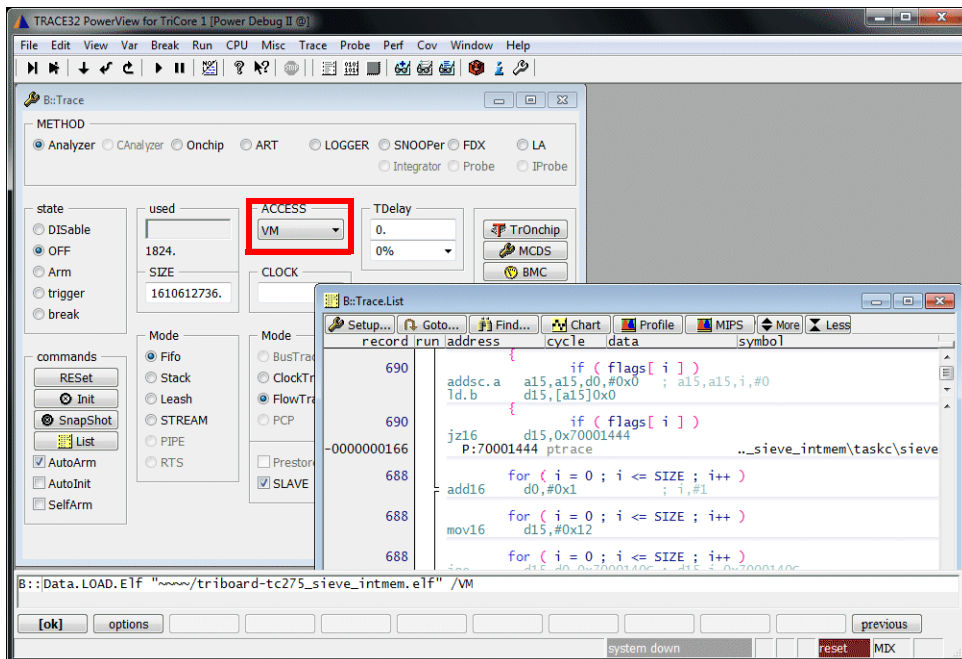 TRACE32 PowerView for TriCore 1 [Power Debug II @]
File Edit View Var Break Run CPU Misc Trace Probe Perf Cov Window Help
B::Trace
METHOD
Analyzer CAnalyzer Onchip ART LOGGER SNOOPer FDX LA
Integrator Probe IProbe
state used ACCESS TDelay
DISable VM 0. TrOnchip
OFF 1824. 0% MCDS
Arm SIZE CLOCK BMC
trigger 1610612736.
break
B::Trace.List
Setup... Goto... Find... Chart Profile MIPS More Less
record run address cycle data symbol
Mode Mode
Fifo BusTrac
commands Stack ClockTr
RESet Leash FlowTra
Init STREAM PCP
SnapShot PIPE
List RTS Prestore
AutoArm SLAVE
AutoInit
SelfArm
{
690 if ( flags[ i ] )
addsc.a a15,a15,d0,#0x0 ; a15,a15,i,#0
ld.b d15,[a15]0x0
{
690 if ( flags[ i ] )
jz16 d15,0x70001444
-0000000166 P:70001444 ptrace .._sieve_intmem\taskc\sieve
688 for ( i = 0 ; i <= SIZE ; i++ )
add16 d0,#0x1 ; i,#1
688 for ( i = 0 ; i <= SIZE ; i++ )
mov16 d15,#0x12
688 for ( i = 0 ; i <= SIZE ; i++ )
B::Data.LOAD.Elf "~~~~/triboard-tc275_sieve_intmem.elf" /VM
[ok] options previous
system down reset MIX